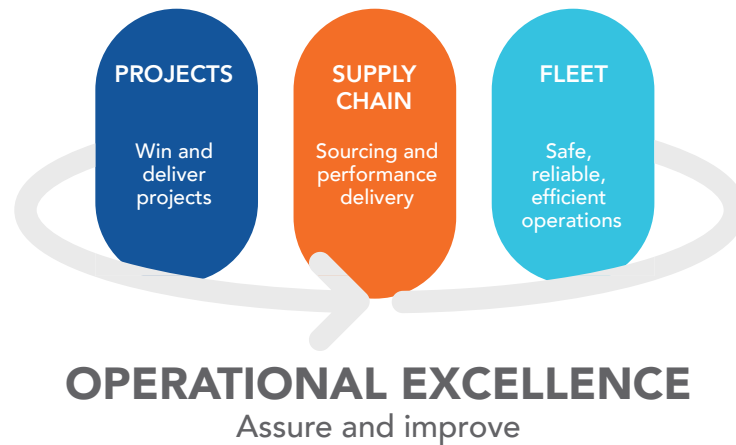 PROJECTS
Win and
deliver
projects
SUPPLY
CHAIN
Sourcing and
performance
delivery
FLEET
Safe,
reliable,
efficient
operations
OPERATIONAL EXCELLENCE
Assure and improve